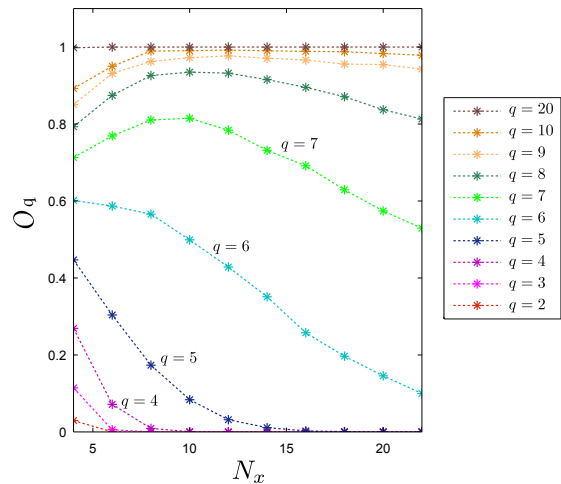 1
0.8
0.6
0.4
0.2
0
O_q
5
10
15
20
N_x
q = 7
q = 6
q = 5
q = 4
q = 20
q = 10
q = 9
q = 8
q = 7
q = 6
q = 5
q = 4
q = 3
q = 2